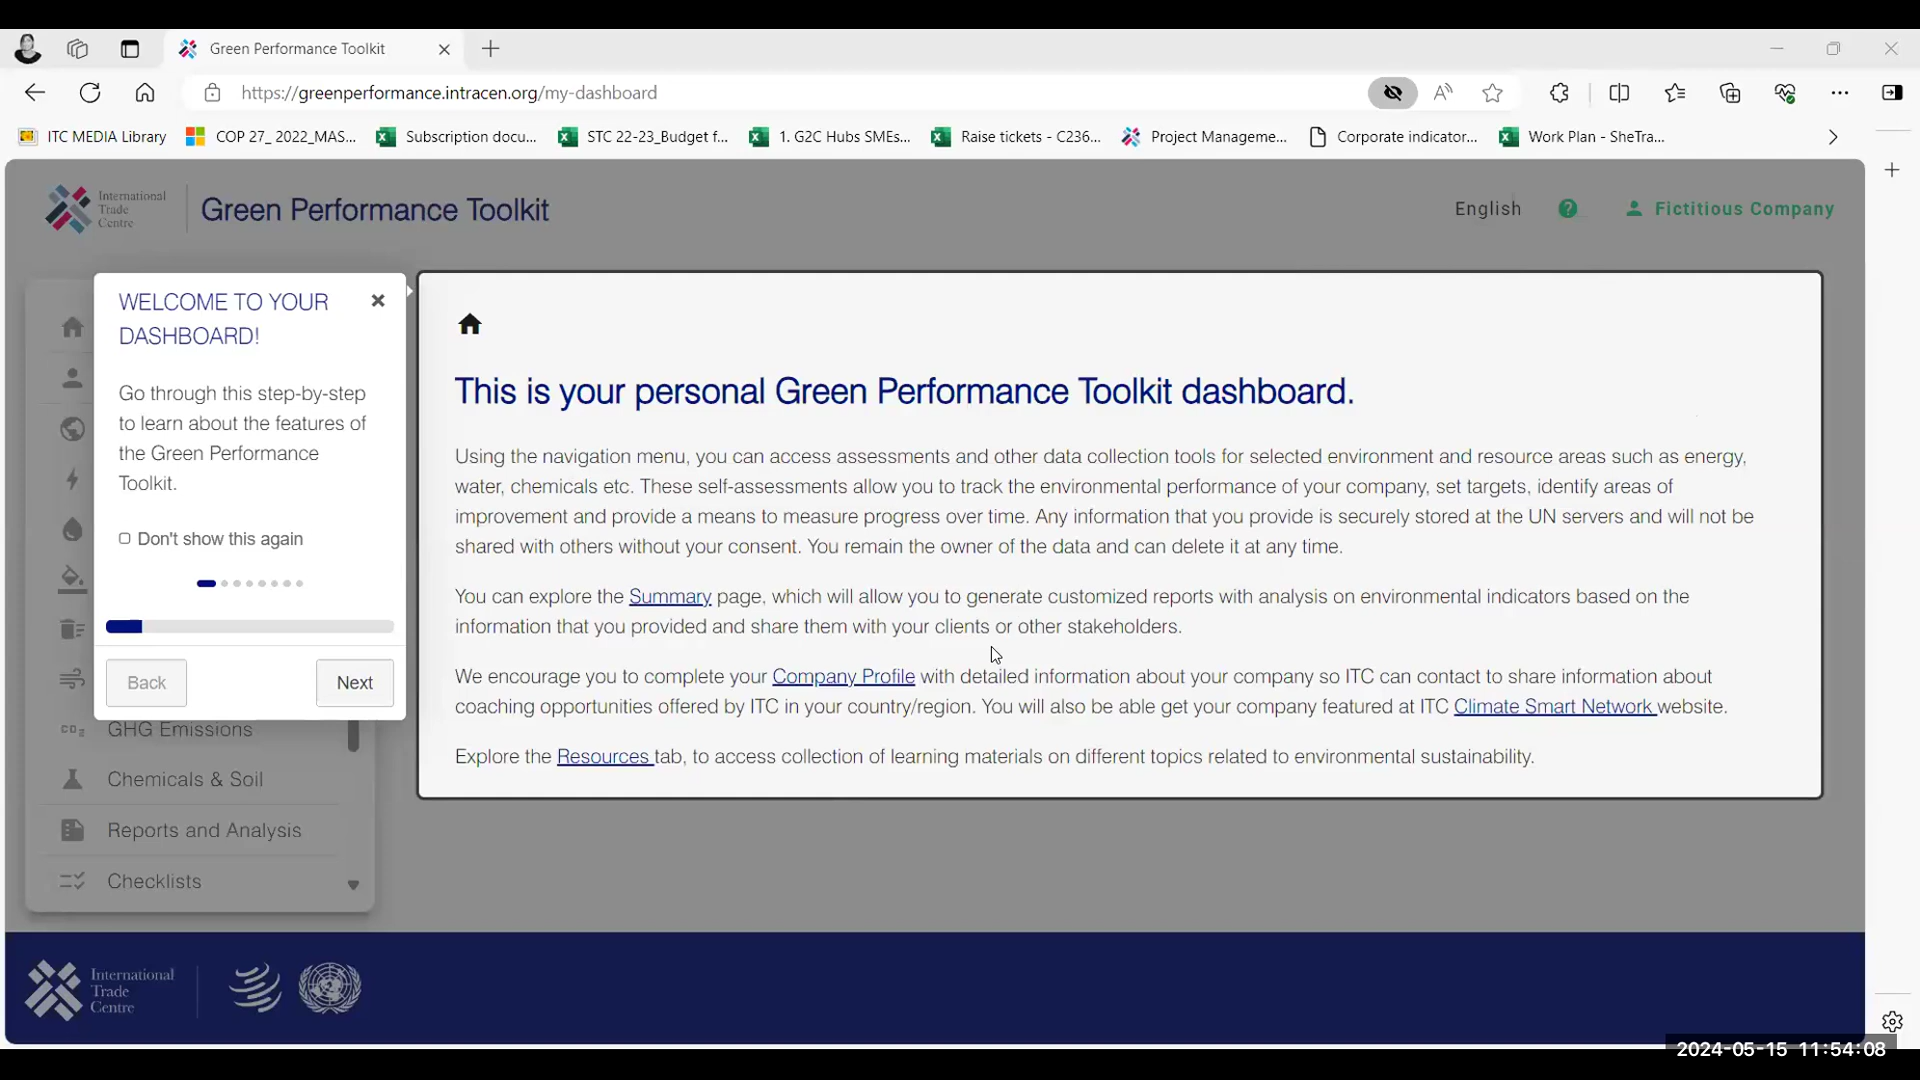 Green Performance Toolkit
https://greenperformance.intracen.org/my-dashboard
ITC MEDIA Library
COP 27_ 2022_MAS...
Subscription docu...
STC 22-23_Budget f...
1. G2C Hubs SMEs...
Raise tickets - C236...
Project Manageme...
Corporate indicator...
Work Plan - SheTra...
International
Trade
Centre
Green Performance Toolkit
English
?
Fictitious Company
WELCOME TO YOUR
DASHBOARD!
Go through this step-by-step
to learn about the features of
the Green Performance
Toolkit.
Don't show this again
Back
Next
CO2
GHG Emissions
Chemicals & Soil
Reports and Analysis
Checklists
This is your personal Green Performance Toolkit dashboard.
Using the navigation menu, you can access assessments and other data collection tools for selected environment and resource areas such as energy,
water, chemicals etc. These self-assessments allow you to track the environmental performance of your company, set targets, identify areas of
improvement and provide a means to measure progress over time. Any information that you provide is securely stored at the UN servers and will not be
shared with others without your consent. You remain the owner of the data and can delete it at any time.
You can explore the Summary page, which will allow you to generate customized reports with analysis on environmental indicators based on the
information that you provided and share them with your clients or other stakeholders.
We encourage you to complete your Company Profile with detailed information about your company so ITC can contact to share information about
coaching opportunities offered by ITC in your country/region. You will also be able get your company featured at ITC Climate Smart Network website.
Explore the Resources tab, to access collection of learning materials on different topics related to environmental sustainability.
International
Trade
Centre
2024-05-15 11:54:08